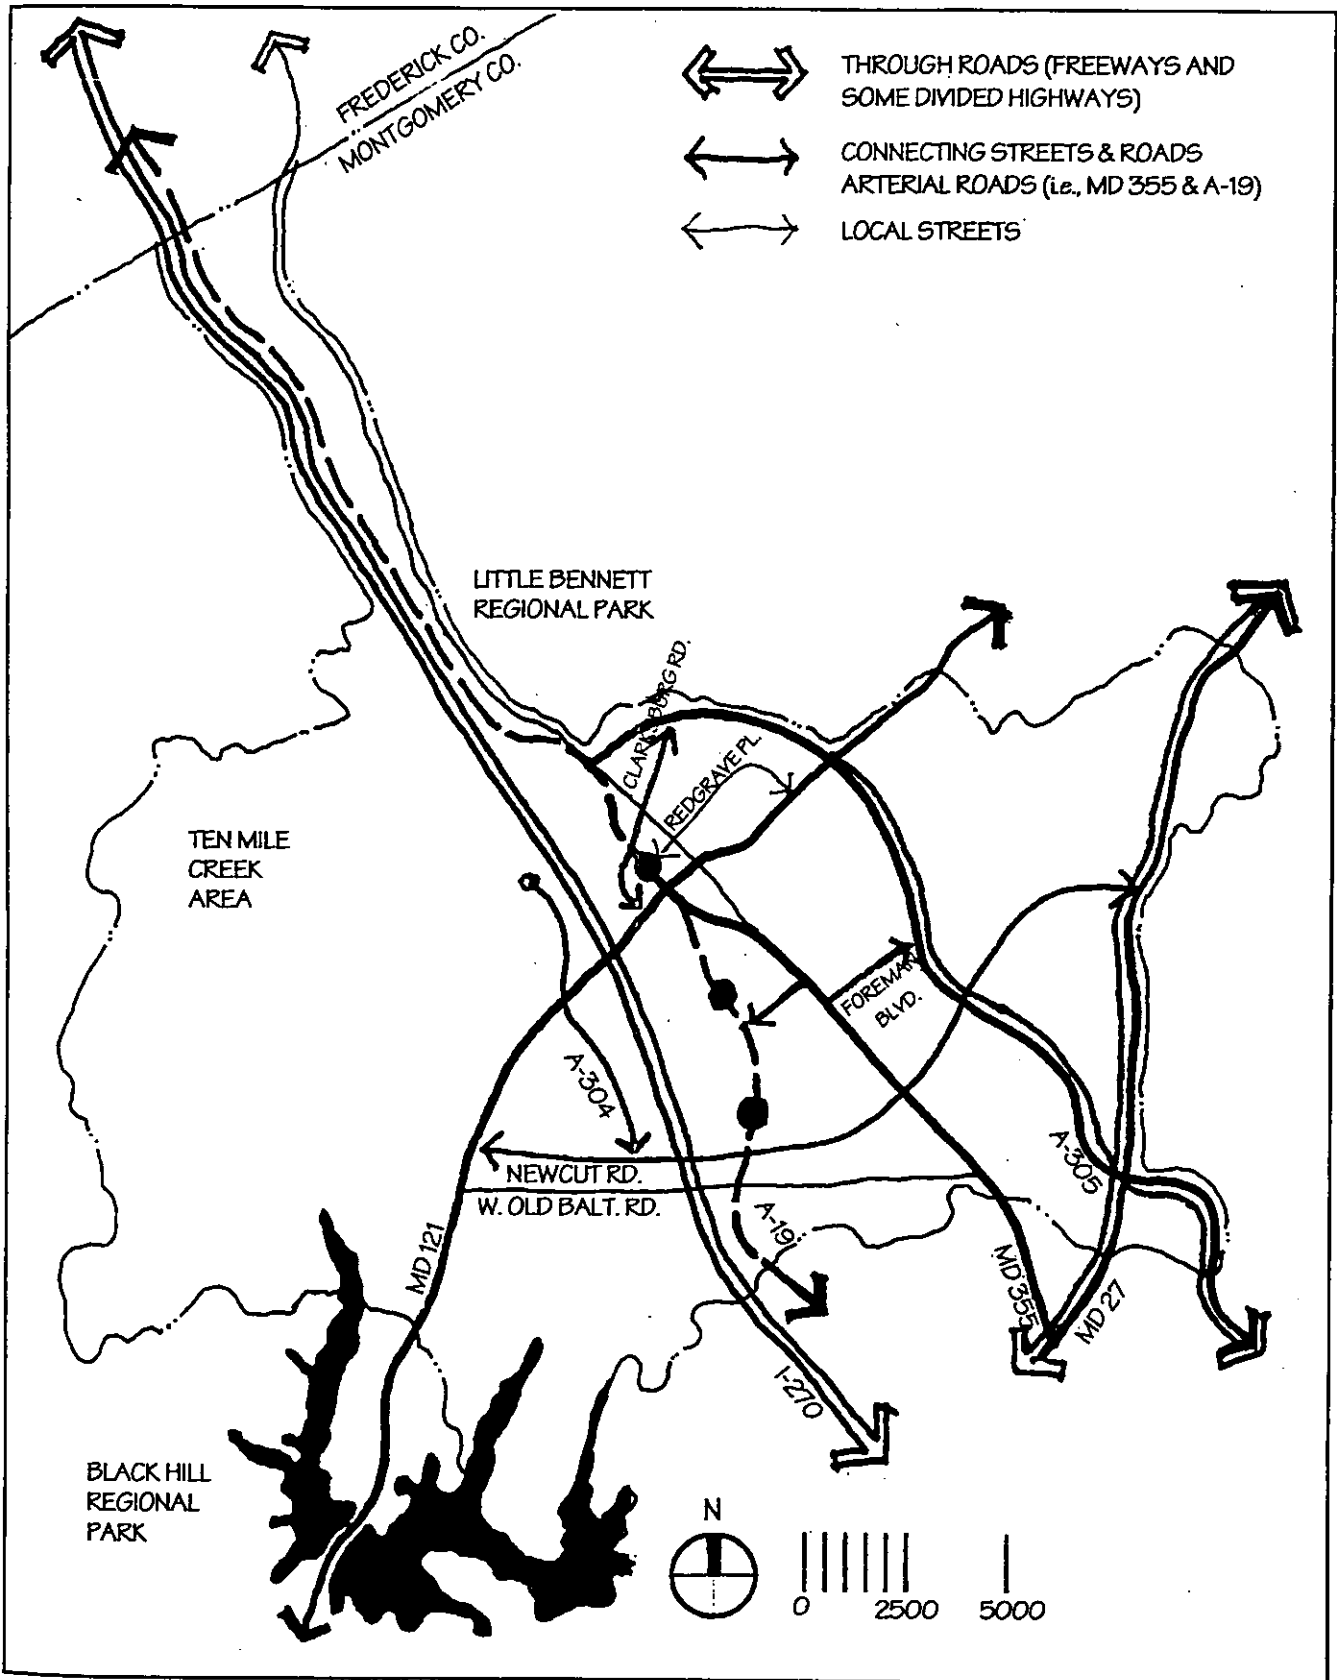 FREDERICK CO.
MONTGOMERY CO.
THROUGH ROADS (FREEWAYS AND
SOME DIVIDED HIGHWAYS)
CONNECTING STREETS & ROADS
ARTERIAL ROADS (i.e., MD 355 & A-19)
LOCAL STREETS
LITTLE BENNETT
REGIONAL PARK
CLARKSBURG RD.
REDGRAVE PL.
TEN MILE
CREEK
AREA
FOREMAN
BLVD.
A-304
A-305
NEWCUT RD.
W. OLD BALT. RD.
MD 121
A-19
MD 355
MD 27
I-270
BLACK HILL
REGIONAL
PARK
N
0 2500 5000